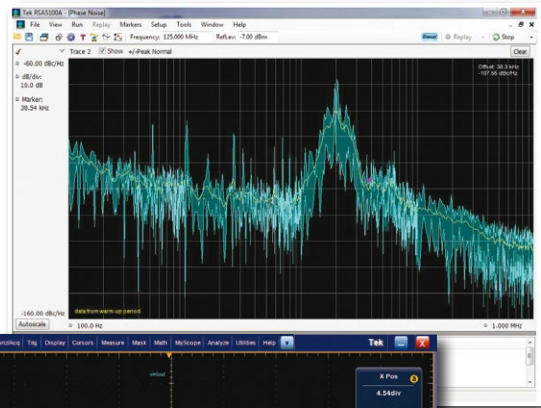 Tek RSA5100A - [Phase Noise]
File View Run Replay Markers Setup Tools Window Help
Frequency: 125.000 MHz RefLev: -7.00 dBm Replay Stop
Trace 2 Show +/-Peak Normal Clear
-60.00 dBc/Hz
dB/div:
10.0 dB
Marker:
38.54 kHz
Offset: 38.3 kHz
-107.66 dBc/Hz
-160.00 dBc/Hz
data from warm-up period
Autoscale 100.0 Hz 1.000 MHz
Trig Display Cursors Measure Mask Math MyScope Analyze Utilities Help Tek
X Pos
4.54div